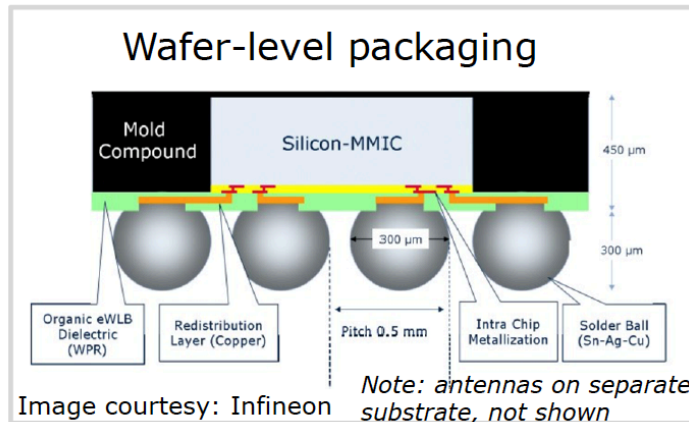 Wafer-level packaging
Mold
Compound
Silicon-MMIC
450 µm
300 µm
300 µm
Organic eWLB
Dielectric
(WPR)
Redistribution
Layer (Copper)
Pitch 0.5 mm
Intra Chip
Metallization
Solder Ball
(Sn-Ag-Cu)
Image courtesy: Infineon
Note: antennas on separate
substrate, not shown